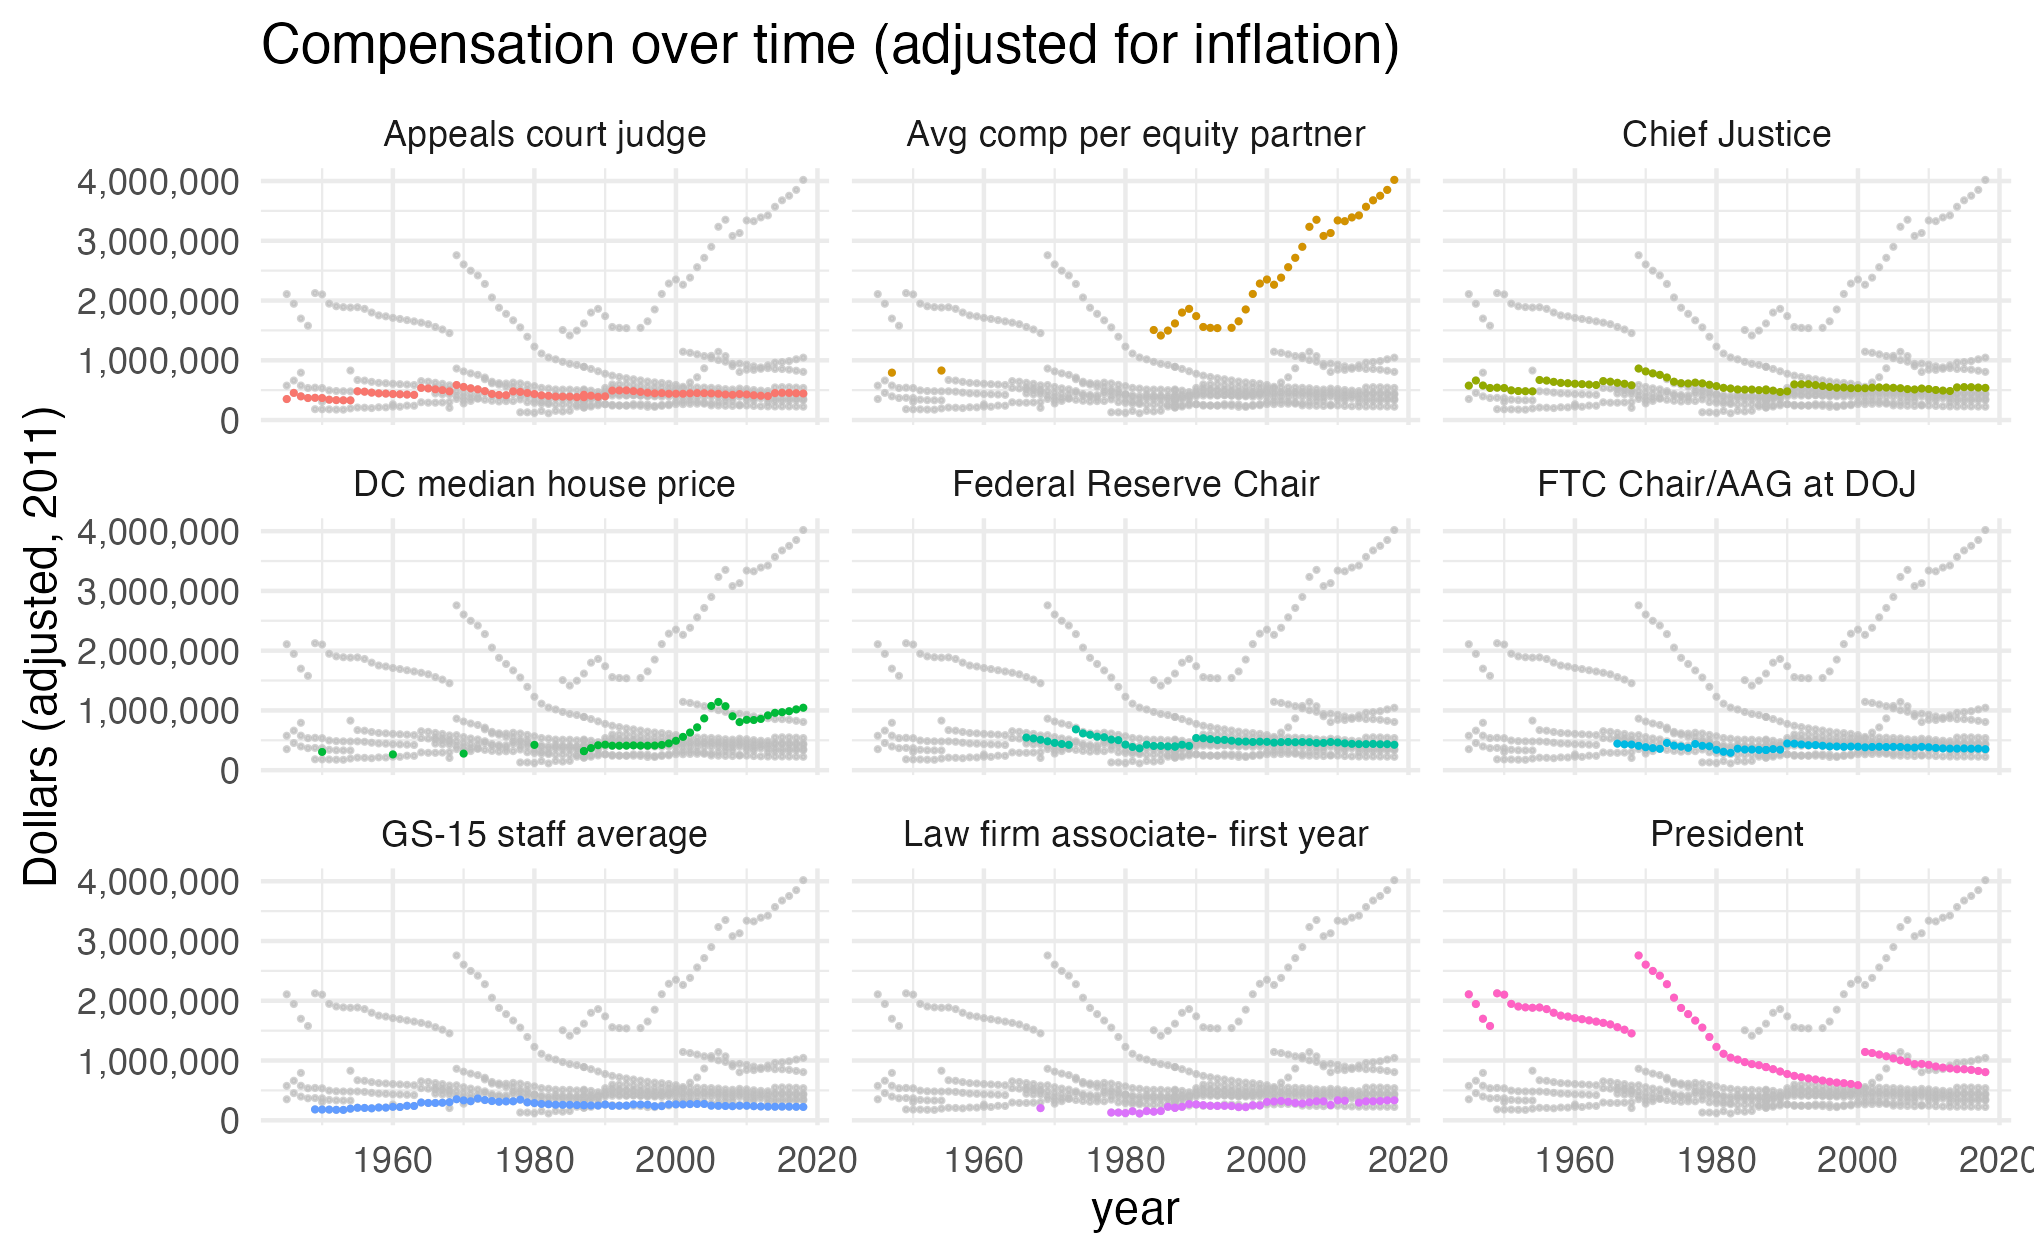 Compensation over time (adjusted for inflation)
Appeals court judge
Avg comp per equity partner
Chief Justice
4,000,000
3,000,000
2,000,000
1,000,000
0
DC median house price
Federal Reserve Chair
FTC Chair/AAG at DOJ
4,000,000
3,000,000
2,000,000
1,000,000
0
Dollars (adjusted, 2011)
GS-15 staff average
Law firm associate- first year
President
4,000,000
3,000,000
2,000,000
1,000,000
0
1960 1980 2000 2020
1960 1980 2000 2020
1960 1980 2000 2020
year